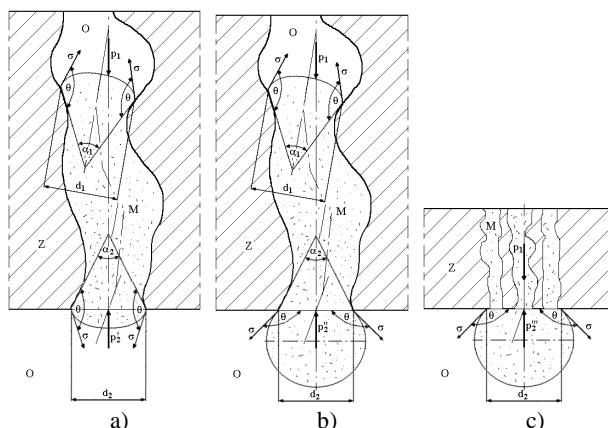 O
p₁
σ
σ
θ
θ
α₁
d₁
M
Z
α₂
θ
θ
σ
p₂'
σ
O
d₂
a)
O
p₁
σ
σ
θ
θ
α₁
d₁
M
Z
α₂
θ
θ
σ
p₂''
σ
O
d₂
b)
M
p₁
Z
θ
θ
σ
p₂'''
σ
O
d₂
c)